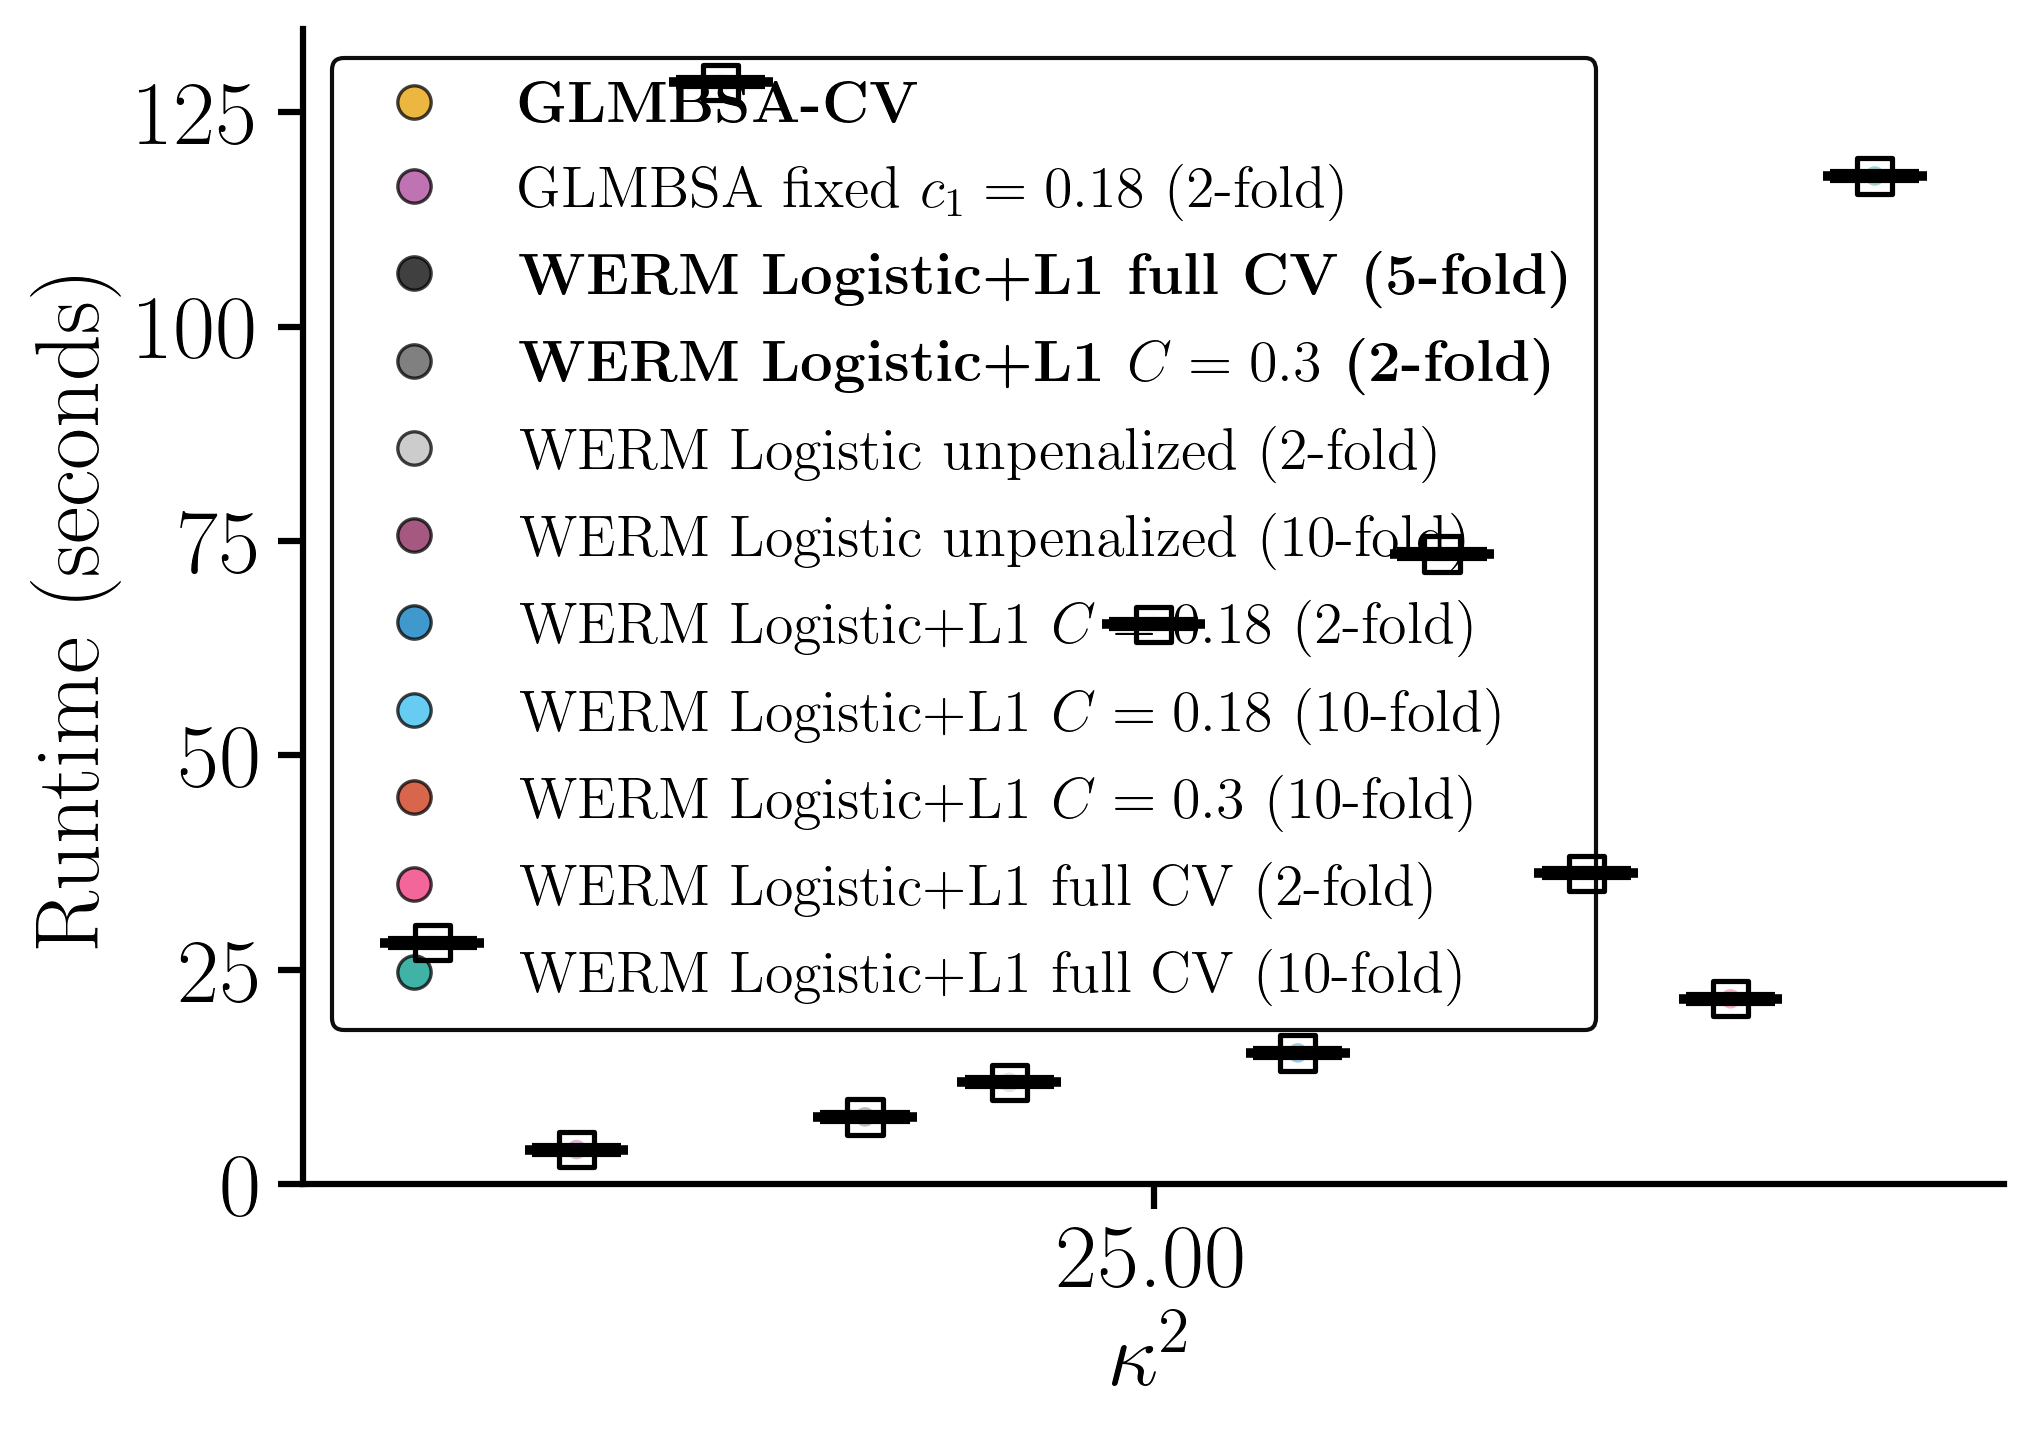 Runtime (seconds)
125
100
75
50
25
0
GLMBSA-CV
GLMBSA fixed c₁ = 0.18 (2-fold)
WERM Logistic+L1 full CV (5-fold)
WERM Logistic+L1 C = 0.3 (2-fold)
WERM Logistic unpenalized (2-fold)
WERM Logistic unpenalized (10-fold)
WERM Logistic+L1 C = 0.18 (2-fold)
WERM Logistic+L1 C = 0.18 (10-fold)
WERM Logistic+L1 C = 0.3 (10-fold)
WERM Logistic+L1 full CV (2-fold)
WERM Logistic+L1 full CV (10-fold)
25.00
κ²